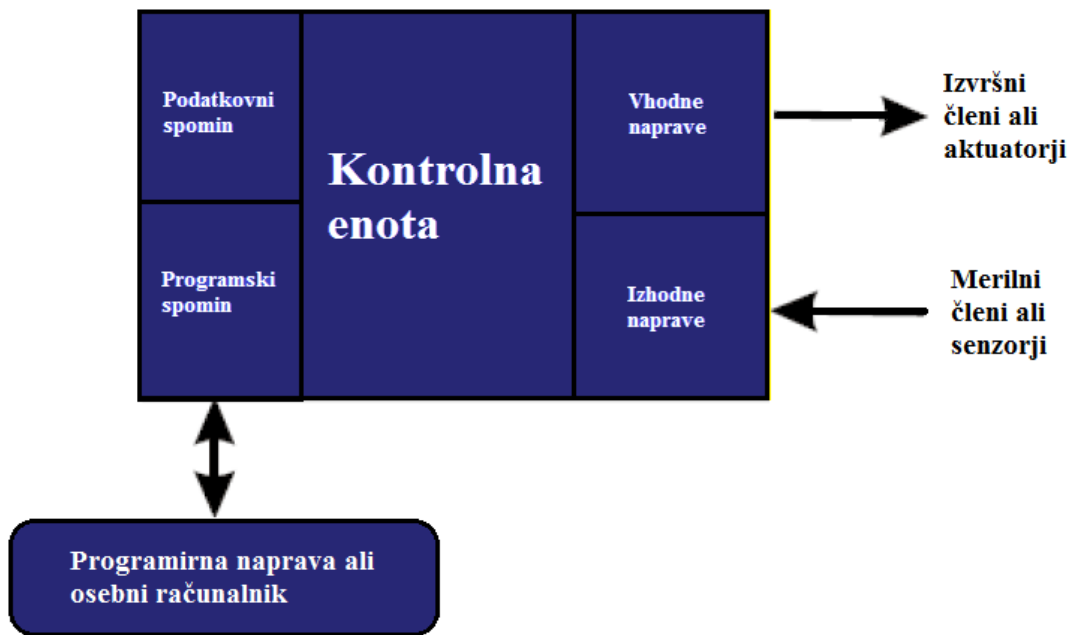 Podatkovni
spomin
Programski
spomin
Kontrolna
enota
Vhodne
naprave
Izhodne
naprave
Izvršni
členi ali
aktuatorji
Merilni
členi ali
senzorji
Programirna naprava ali
osebni računalnik